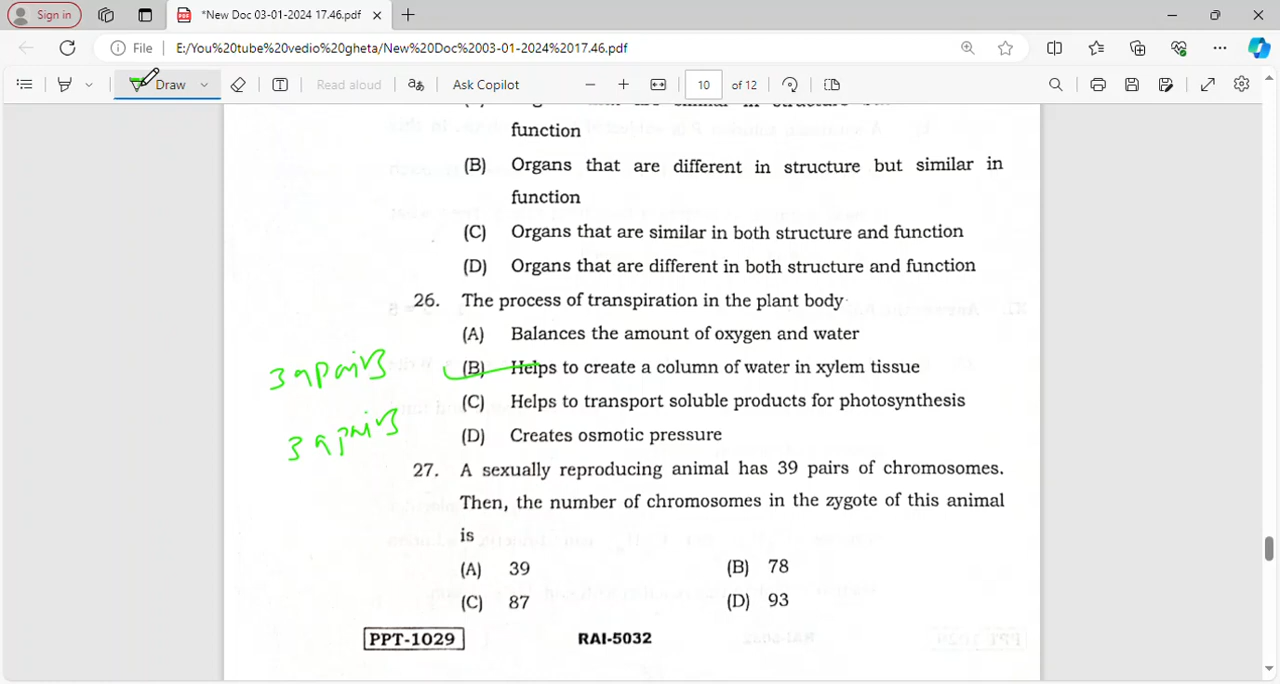 Sign in
*New Doc 03-01-2024 17.46.pdf
File E:/You%20tube%20vedio%20gheta/New%20Doc%2003-01-2024%2017.46.pdf
Draw Read aloud Ask Copilot 10 of 12
function
(B) Organs that are different in structure but similar in
function
(C) Organs that are similar in both structure and function
(D) Organs that are different in both structure and function
26. The process of transpiration in the plant body
(A) Balances the amount of oxygen and water
(B) Helps to create a column of water in xylem tissue
39 pairs
(C) Helps to transport soluble products for photosynthesis
39 pairs
(D) Creates osmotic pressure
27. A sexually reproducing animal has 39 pairs of chromosomes.
Then, the number of chromosomes in the zygote of this animal
is
(A) 39 (B) 78
(C) 87 (D) 93
PPT-1029 RAI-5032